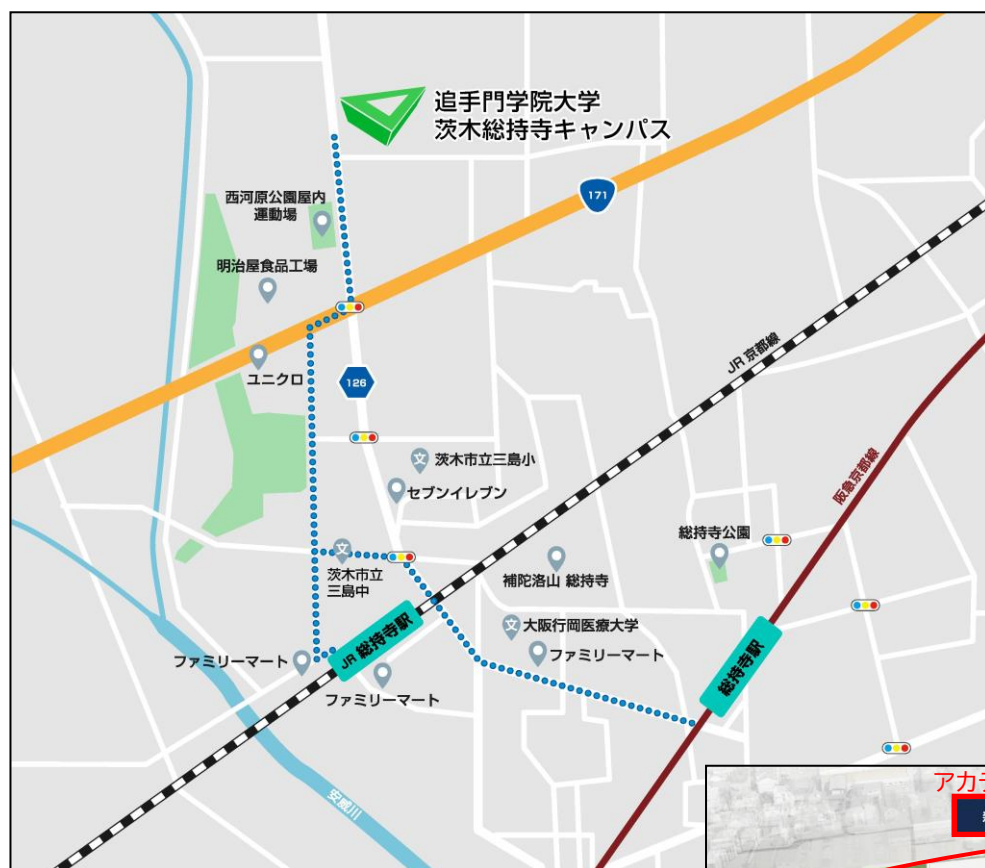 追手門学院大学
茨木総持寺キャンパス
171
西河原公園屋内
運動場
明治屋食品工場
ユニクロ
126
JR 京都線
文 茨木市立三島小
セブンイレブン
阪急京都線
総持寺公園
文
茨木市立
三島中
補陀洛山 総持寺
文 大阪行岡医療大学
ファミリーマート
JR 総持寺駅
ファミリーマート
ファミリーマート
総持寺駅
安威川
アカデ